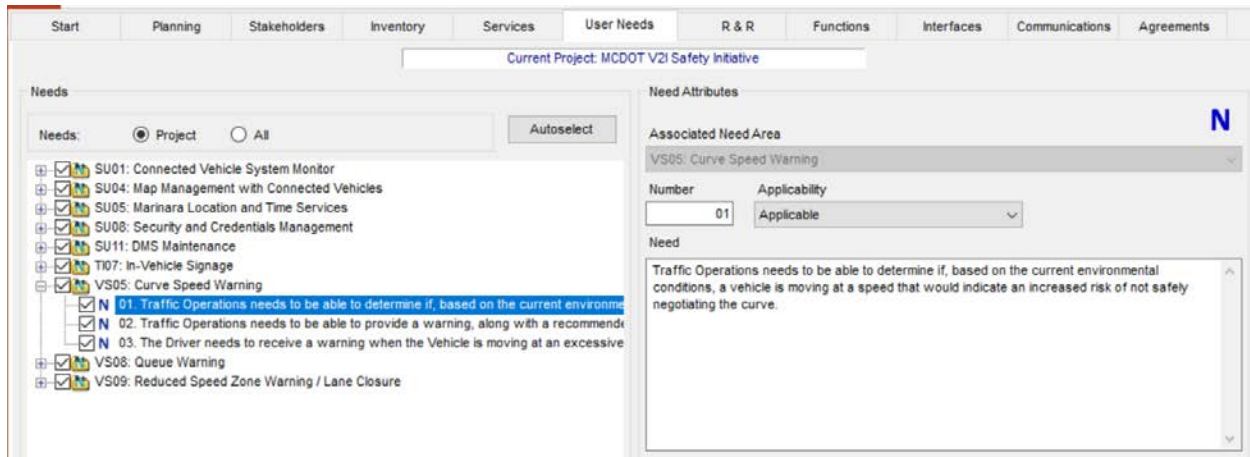 Start Planning Stakeholders Inventory Services User Needs R & R Functions Interfaces Communications Agreements
Current Project: MCDOT V2I Safety Initiative
Needs
Needs: Project All Autoselect
SU01: Connected Vehicle System Monitor
SU04: Map Management with Connected Vehicles
SU05: Marinara Location and Time Services
SU08: Security and Credentials Management
SU11: DMS Maintenance
TI07: In-Vehicle Signage
VS05: Curve Speed Warning
N 01. Traffic Operations needs to be able to determine if, based on the current environme
N 02. Traffic Operations needs to be able to provide a warning, along with a recommende
N 03. The Driver needs to receive a warning when the Vehicle is moving at an excessive
VS08: Queue Warning
VS09: Reduced Speed Zone Warning / Lane Closure
Need Attributes
N
Associated Need Area
VS05: Curve Speed Warning
Number Applicability
01 Applicable
Need
Traffic Operations needs to be able to determine if, based on the current environmental
conditions, a vehicle is moving at a speed that would indicate an increased risk of not safely
negotiating the curve.